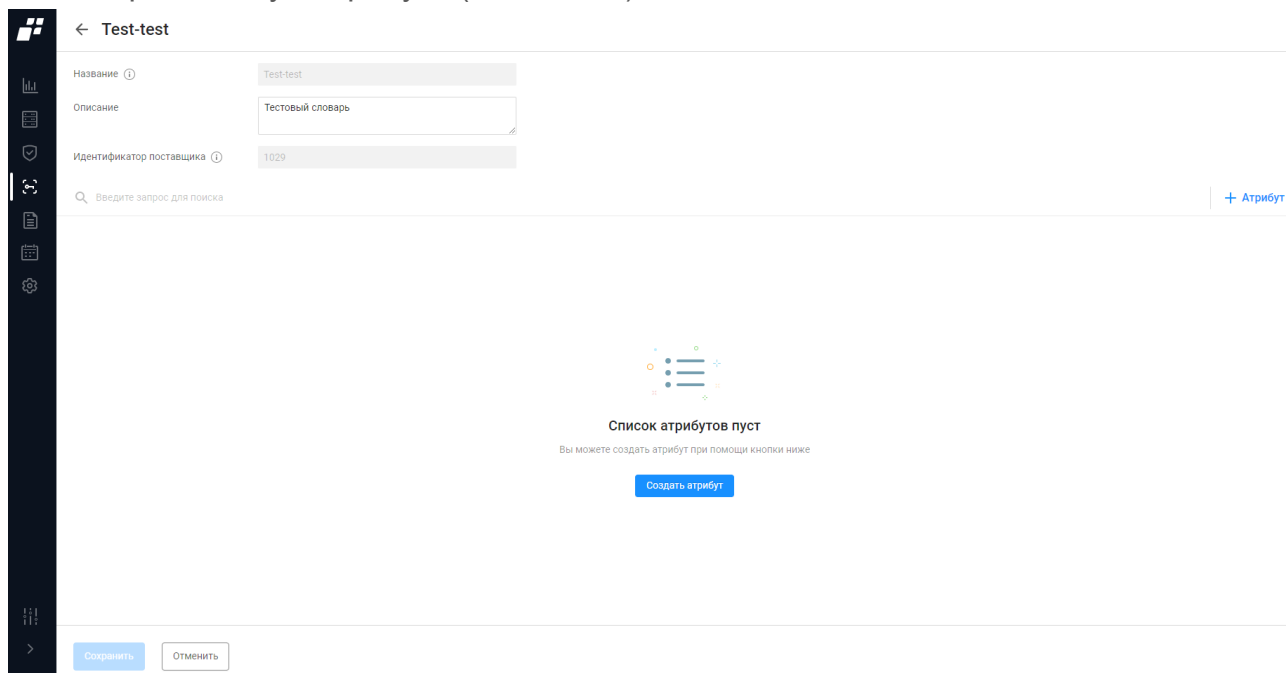 Test-test
Название
Test-test
Описание
Тестовый словарь
Идентификатор поставщика
1029
Введите запрос для поиска
+ Атрибут
Список атрибутов пуст
Вы можете создать атрибут при помощи кнопки ниже
Создать атрибут
Сохранить
Отменить